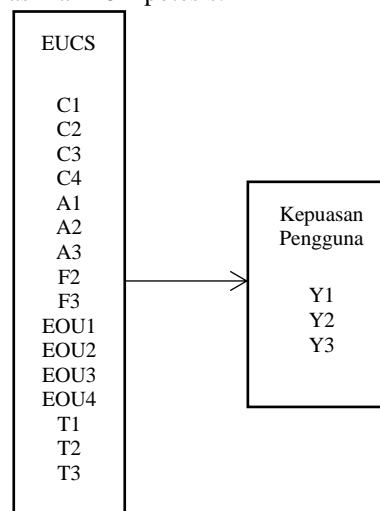 EUCS
C1
C2
C3
C4
A1
A2
A3
F2
F3
EOU1
EOU2
EOU3
EOU4
T1
T2
T3
Kepuasan
Pengguna
Y1
Y2
Y3